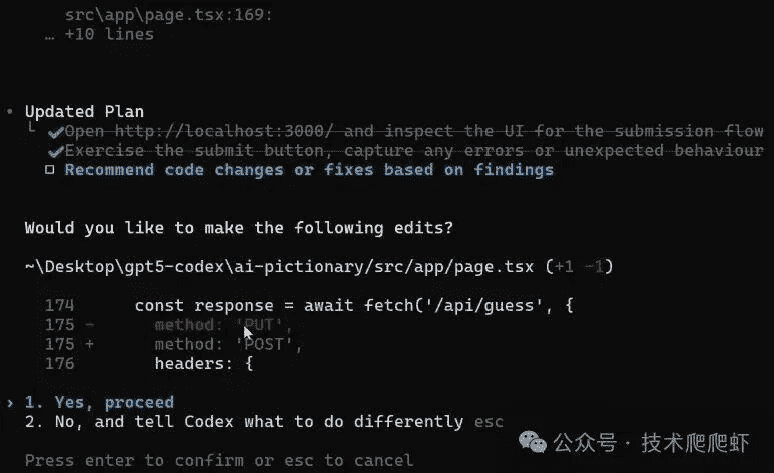 src\app\page.tsx:169:
… +10 lines
• Updated Plan
└ ✔Open http://localhost:3000/ and inspect the UI for the submission flow
✔Exercise the submit button, capture any errors or unexpected behaviour
□ Recommend code changes or fixes based on findings
Would you like to make the following edits?
~\Desktop\gpt5-codex\ai-pictionary/src/app/page.tsx (+1 -1)
174 const response = await fetch('/api/guess', {
175 - method: 'PUT',
175 + method: 'POST',
176 headers: {
› 1. Yes, proceed
2. No, and tell Codex what to do differently esc
公众号 · 技术爬爬虾
Press enter to confirm or esc to cancel